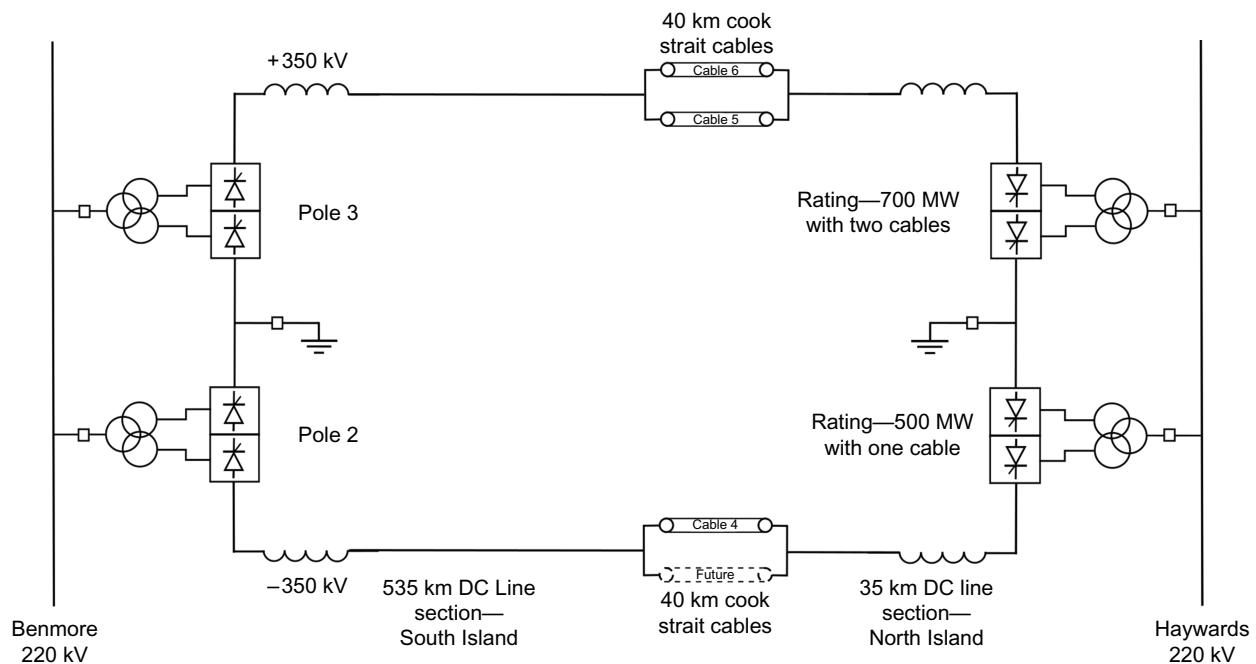 40 km cook
strait cables
+350 kV
Cable 6
Cable 5
Pole 3
Rating—700 MW
with two cables
Pole 2
Rating—500 MW
with one cable
Cable 4
Future
–350 kV
535 km DC Line
section—
South Island
40 km cook
strait cables
35 km DC line
section—
North Island
Benmore
220 kV
Haywards
220 kV